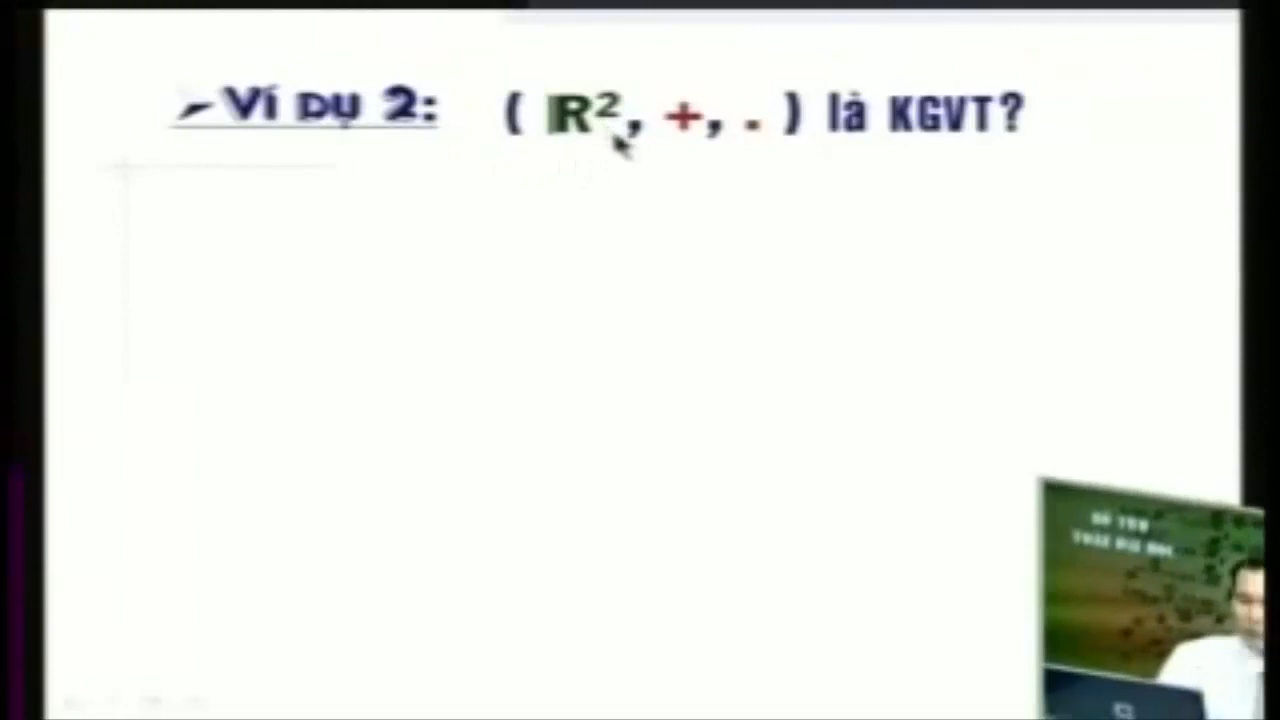 Ví dụ 2: ( R², +, . ) là KGVT?